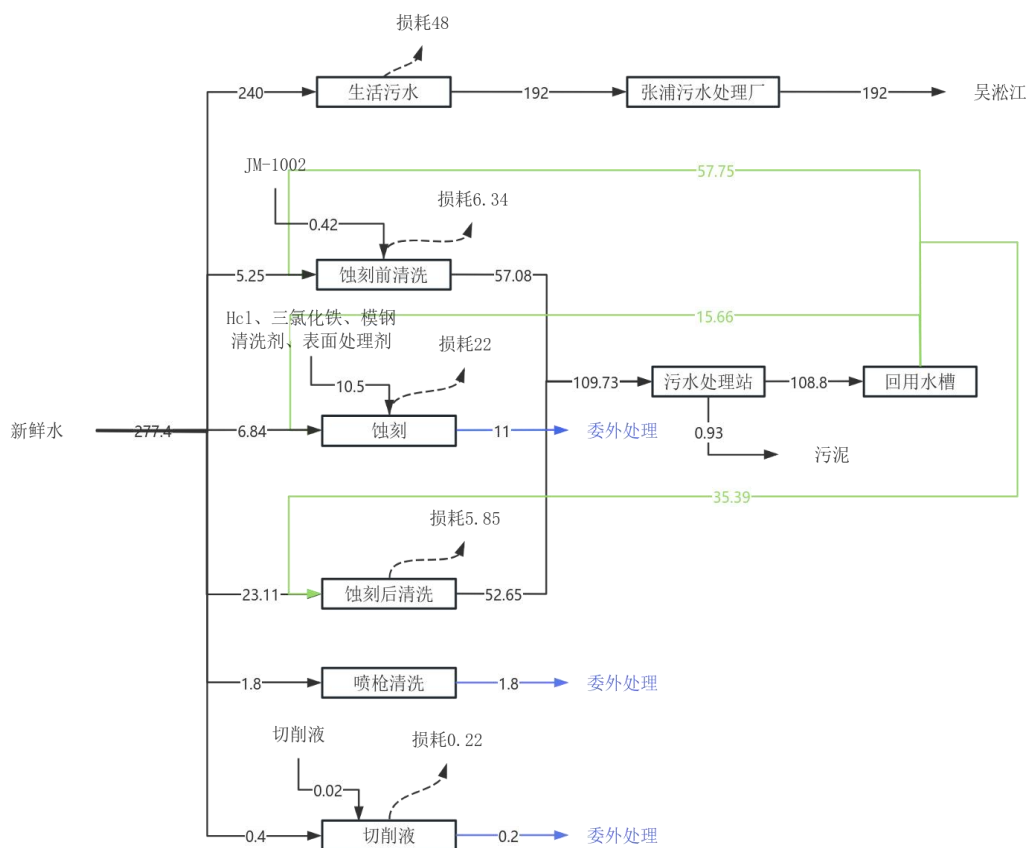 损耗48
240
生活污水
192
张浦污水处理厂
192
吴淞江
JM-1002
57.75
0.42
损耗6.34
5.25
蚀刻前清洗
57.08
Hcl、三氯化铁、模钢
清洗剂、表面处理剂
15.66
损耗22
10.5
109.73
污水处理站
108.8
回用水槽
新鲜水
277.4
6.84
蚀刻
11
委外处理
0.93
污泥
35.39
损耗5.85
23.11
蚀刻后清洗
52.65
1.8
喷枪清洗
1.8
委外处理
切削液
损耗0.22
0.02
0.4
切削液
0.2
委外处理